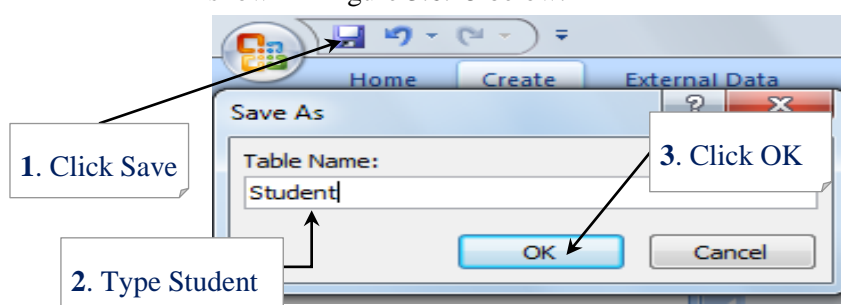 Home Create External Data
Save As
1. Click Save
3. Click OK
Table Name:
Student
OK Cancel
2. Type Student